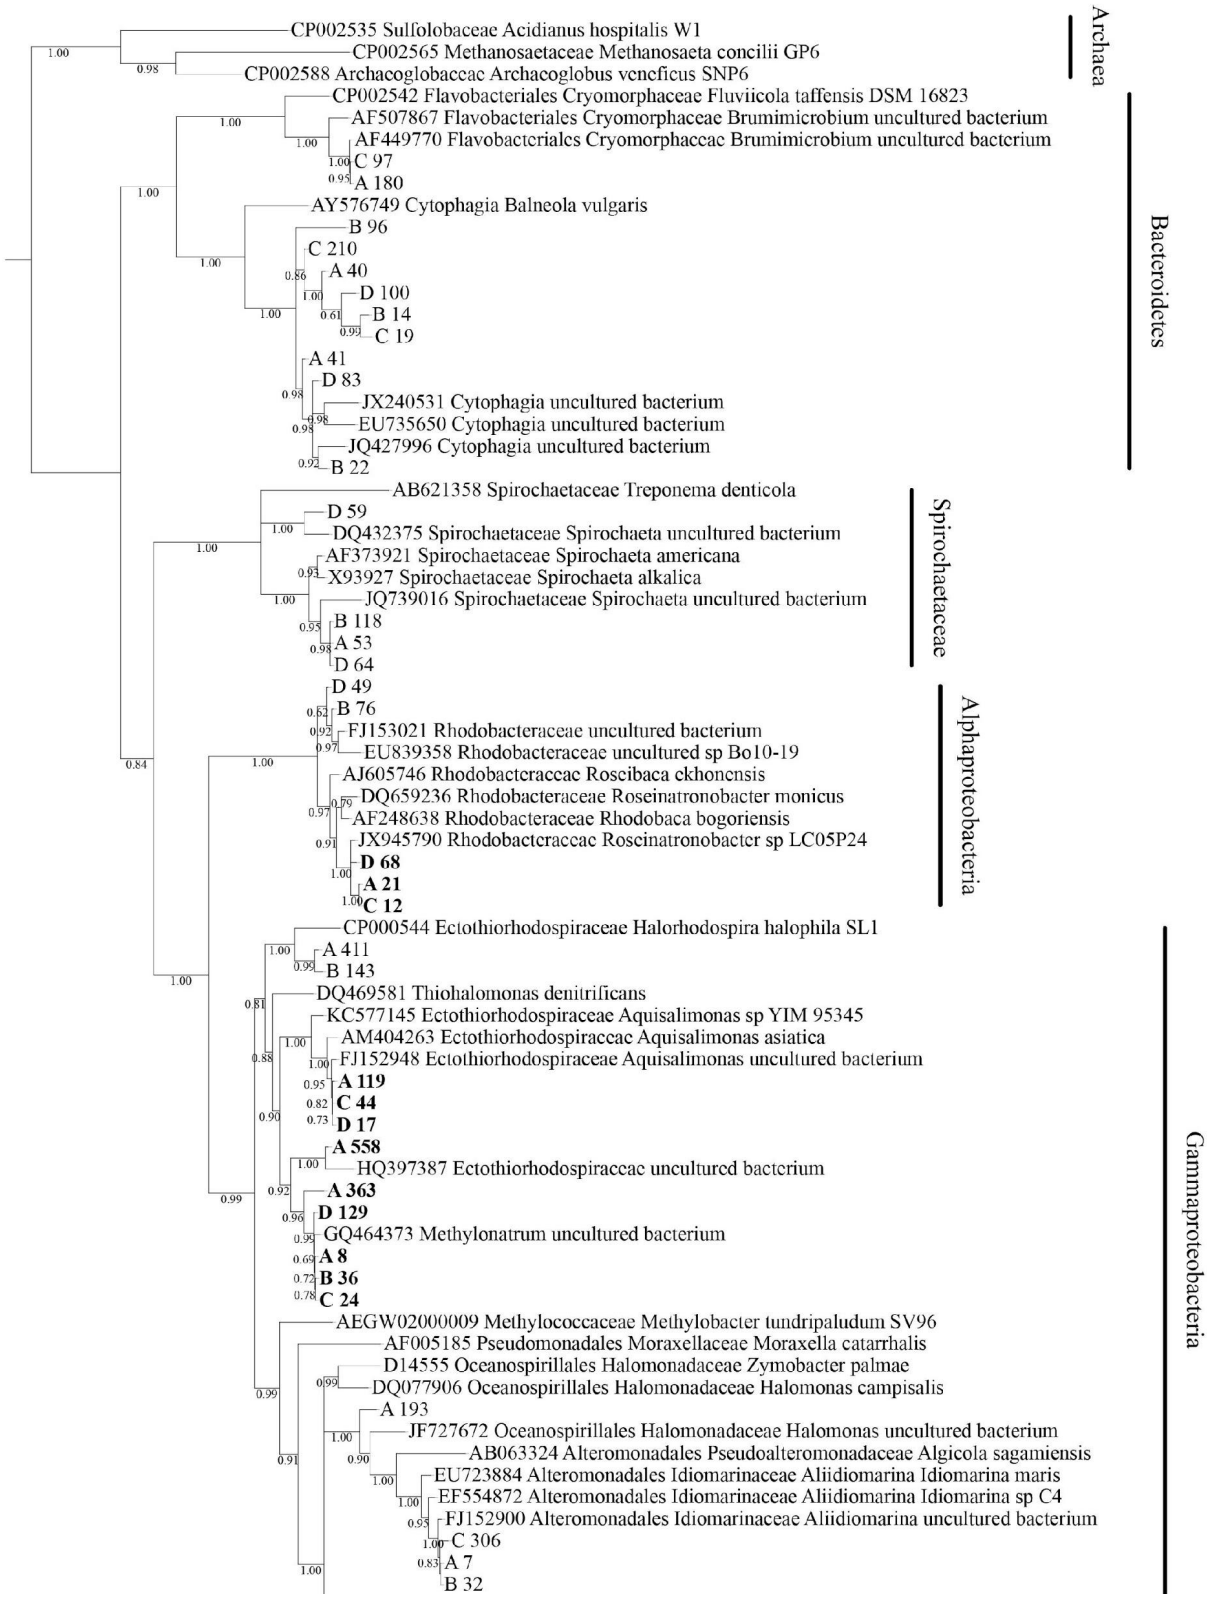 CP002535 Sulfolobaceae Acidianus hospitalis W1
1.00
CP002565 Methanosaetaceae Methanosaeta concilii GP6
0.98
CP002588 Archaeoglobaceae Archaeoglobus veneficus SNP6
Archaea
CP002542 Flavobacteriales Cryomorphaceae Fluviicola taffensis DSM 16823
1.00
AF507867 Flavobacteriales Cryomorphaceae Brumimicrobium uncultured bacterium
1.00
AF449770 Flavobacteriales Cryomorphaceae Brumimicrobium uncultured bacterium
1.00
C 97
0.95
A 180
1.00
AY576749 Cytophagia Balneola vulgaris
B 96
C 210
1.00
0.86
A 40
D 100
1.00
1.00
0.61
B 14
0.99
C 19
A 41
D 83
0.98
JX240531 Cytophagia uncultured bacterium
0.98
0.98
EU735650 Cytophagia uncultured bacterium
JQ427996 Cytophagia uncultured bacterium
0.92
B 22
Bacteroidetes
AB621358 Spirochaetaceae Treponema denticola
D 59
1.00
DQ432375 Spirochaetaceae Spirochaeta uncultured bacterium
1.00
AF373921 Spirochaetaceae Spirochaeta americana
0.93
X93927 Spirochaetaceae Spirochaeta alkalica
1.00
JQ739016 Spirochaetaceae Spirochaeta uncultured bacterium
B 118
0.95
A 53
0.98
D 64
Spirochaetaceae
D 49
B 76
0.62
FJ153021 Rhodobacteraceae uncultured bacterium
0.92
0.97
EU839358 Rhodobacteraceae uncultured sp Bo10-19
0.84
1.00
AJ605746 Rhodobacteraceae Roseibaca ekhonensis
DQ659236 Rhodobacteraceae Roseinatronobacter monicus
0.79
0.97
AF248638 Rhodobacteraceae Rhodobaca bogoriensis
JX945790 Rhodobacteraceae Roseinatronobacter sp LC05P24
0.91
D 68
1.00
A 21
1.00
C 12
Alphaproteobacteria
CP000544 Ectothiorhodospiraceae Halorhodospira halophila SL1
1.00
A 411
0.99
B 143
1.00
DQ469581 Thiohalomonas denitrificans
0.81
KC577145 Ectothiorhodospiraceae Aquisalimonas sp YIM 95345
1.00
AM404263 Ectothiorhodospiraceae Aquisalimonas asiatica
0.88
FJ152948 Ectothiorhodospiraceae Aquisalimonas uncultured bacterium
1.00
0.95
A 119
0.82
C 44
0.90
0.73
D 17
A 558
1.00
HQ397387 Ectothiorhodospiraceae uncultured bacterium
0.99
0.92
A 363
0.96
D 129
0.99
GQ464373 Methylonatrum uncultured bacterium
0.69
A 8
0.72
B 36
0.78
C 24
AEGW02000009 Methylococcaceae Methylobacter tundripaludum SV96
AF005185 Pseudomonadales Moraxellaceae Moraxella catarrhalis
D14555 Oceanospirillales Halomonadaceae Zymobacter palmae
0.99
0.99
DQ077906 Oceanospirillales Halomonadaceae Halomonas campisalis
A 193
JF727672 Oceanospirillales Halomonadaceae Halomonas uncultured bacterium
1.00
0.91
0.90
AB063324 Alteromonadales Pseudoalteromonadaceae Algicola sagamiensis
EU723884 Alteromonadales Idiomarinaceae Aliidiomarina Idiomarina maris
1.00
EF554872 Alteromonadales Idiomarinaceae Aliidiomarina Idiomarina sp C4
1.00
FJ152900 Alteromonadales Idiomarinaceae Aliidiomarina uncultured bacterium
0.95
C 306
1.00
A 7
0.83
1.00
B 32
Gammaproteobacteria